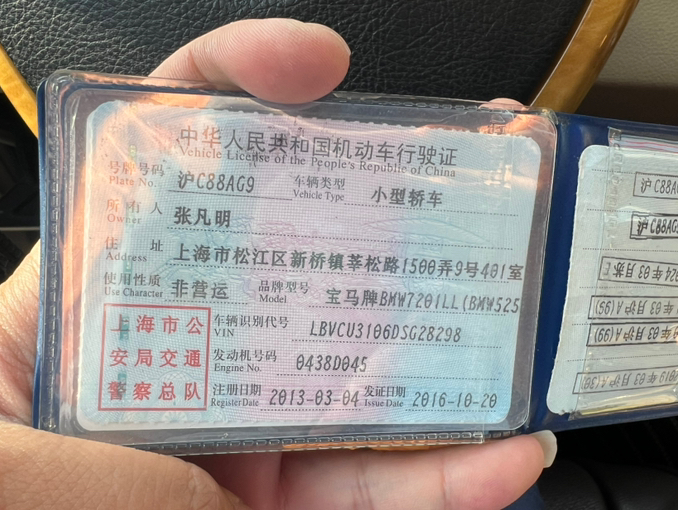 中华人民共和国机动车行驶证
Vehicle License of the People's Republic of China
号牌号码 沪C88AG9 车辆类型 小型轿车
Plate No. Vehicle Type
所有人 张凡明
Owner
住址 上海市松江区新桥镇莘松路1500弄9号401室
Address
使用性质 非营运 品牌型号 宝马牌BMW7201LL(BMW525
Use Character Model
上海市公
安局交通
警察总队
车辆识别代号 LBVCU3106DSG28298
VIN
发动机号码 0438D045
Engine No.
注册日期 2013-03-04 发证日期 2016-10-20
Register Date Issue Date
沪C88A
沪C88AG